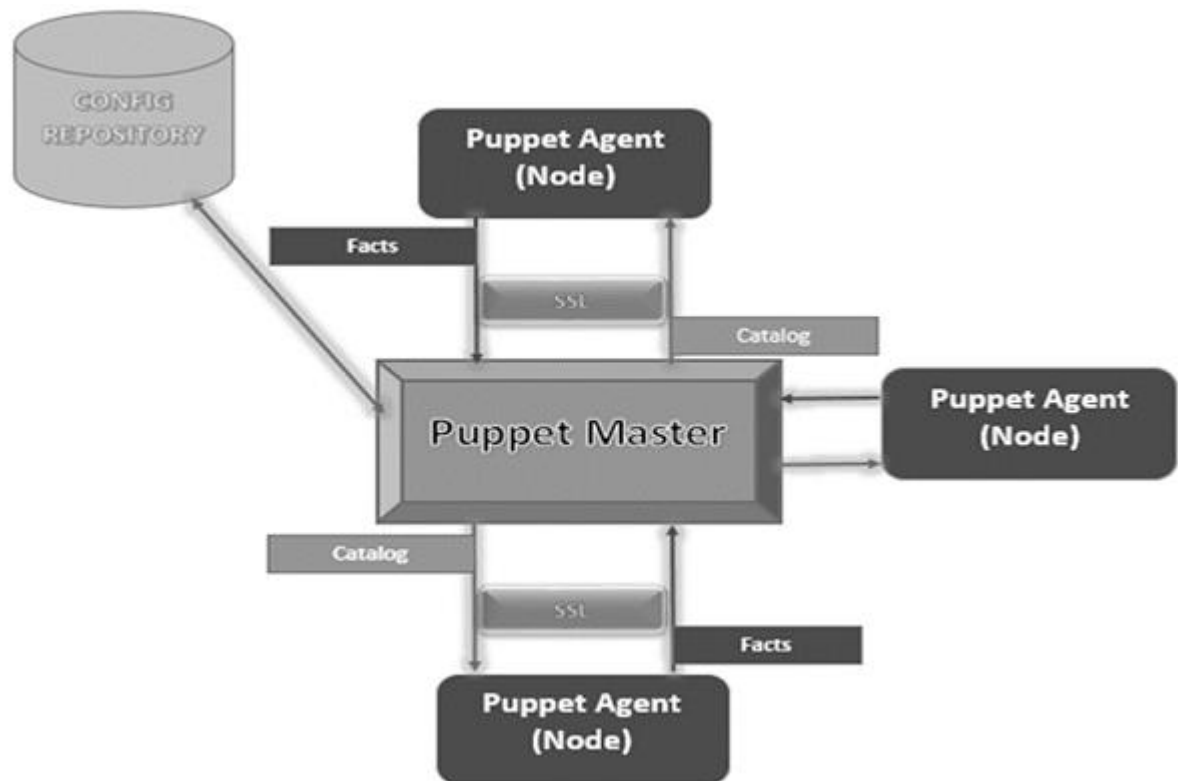 CONFIG
REPOSITORY
Puppet Agent
(Node)
Facts
SSL
Catalog
Puppet Agent
(Node)
Puppet Master
Catalog
SSL
Facts
Puppet Agent
(Node)